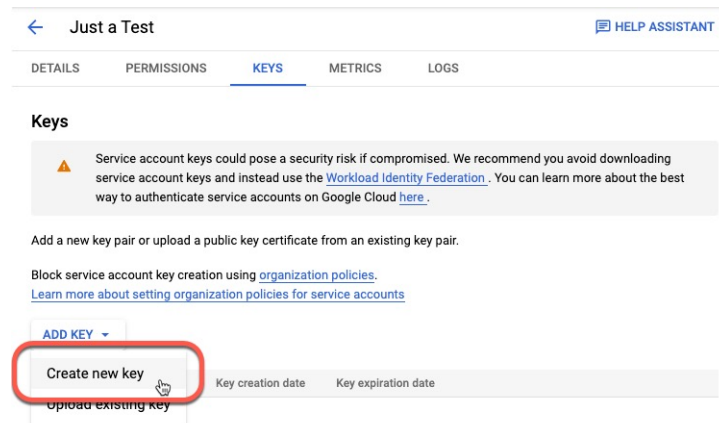 Just a Test
HELP ASSISTANT
DETAILS PERMISSIONS KEYS METRICS LOGS
Keys
Service account keys could pose a security risk if compromised. We recommend you avoid downloading
service account keys and instead use the Workload Identity Federation . You can learn more about the best
way to authenticate service accounts on Google Cloud here .
Add a new key pair or upload a public key certificate from an existing key pair.
Block service account key creation using organization policies.
Learn more about setting organization policies for service accounts
ADD KEY
Create new key
Key creation date Key expiration date
Upload existing key